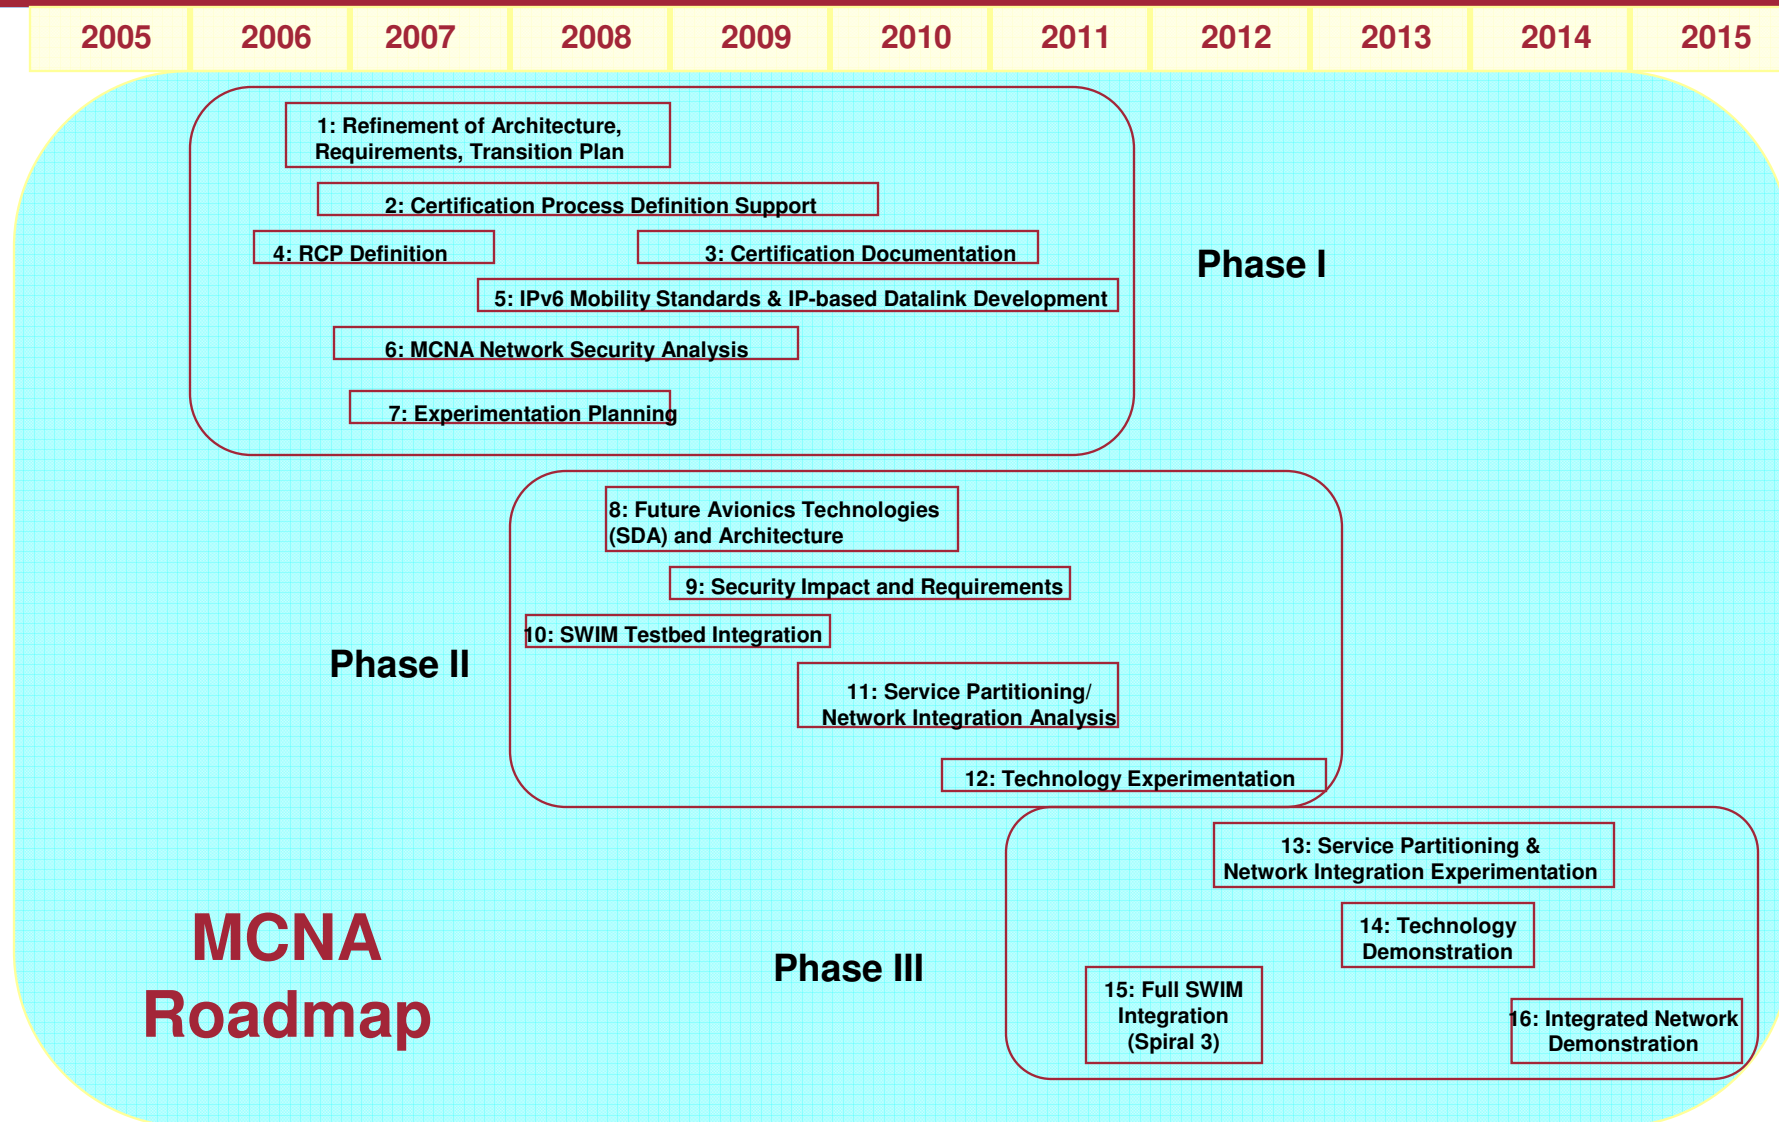 2005 2006 2007 2008 2009 2010 2011 2012 2013 2014 2015
1: Refinement of Architecture,
Requirements, Transition Plan
2: Certification Process Definition Support
4: RCP Definition
3: Certification Documentation
Phase I
5: IPv6 Mobility Standards & IP-based Datalink Development
6: MCNA Network Security Analysis
7: Experimentation Planning
8: Future Avionics Technologies
(SDA) and Architecture
9: Security Impact and Requirements
10: SWIM Testbed Integration
Phase II
11: Service Partitioning/
Network Integration Analysis
12: Technology Experimentation
13: Service Partitioning &
Network Integration Experimentation
14: Technology
Demonstration
Phase III
15: Full SWIM
Integration
(Spiral 3)
16: Integrated Network
Demonstration
MCNA
Roadmap